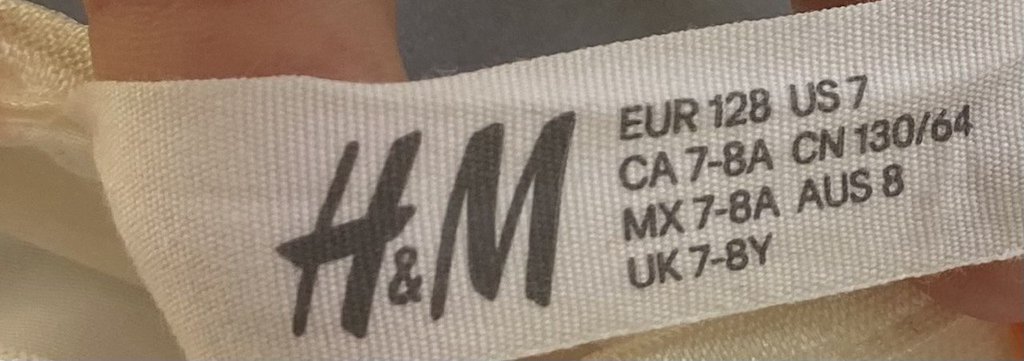 H&M
EUR 128 US 7
CA 7-8A CN 130/64
MX 7-8A AUS 8
UK 7-8Y